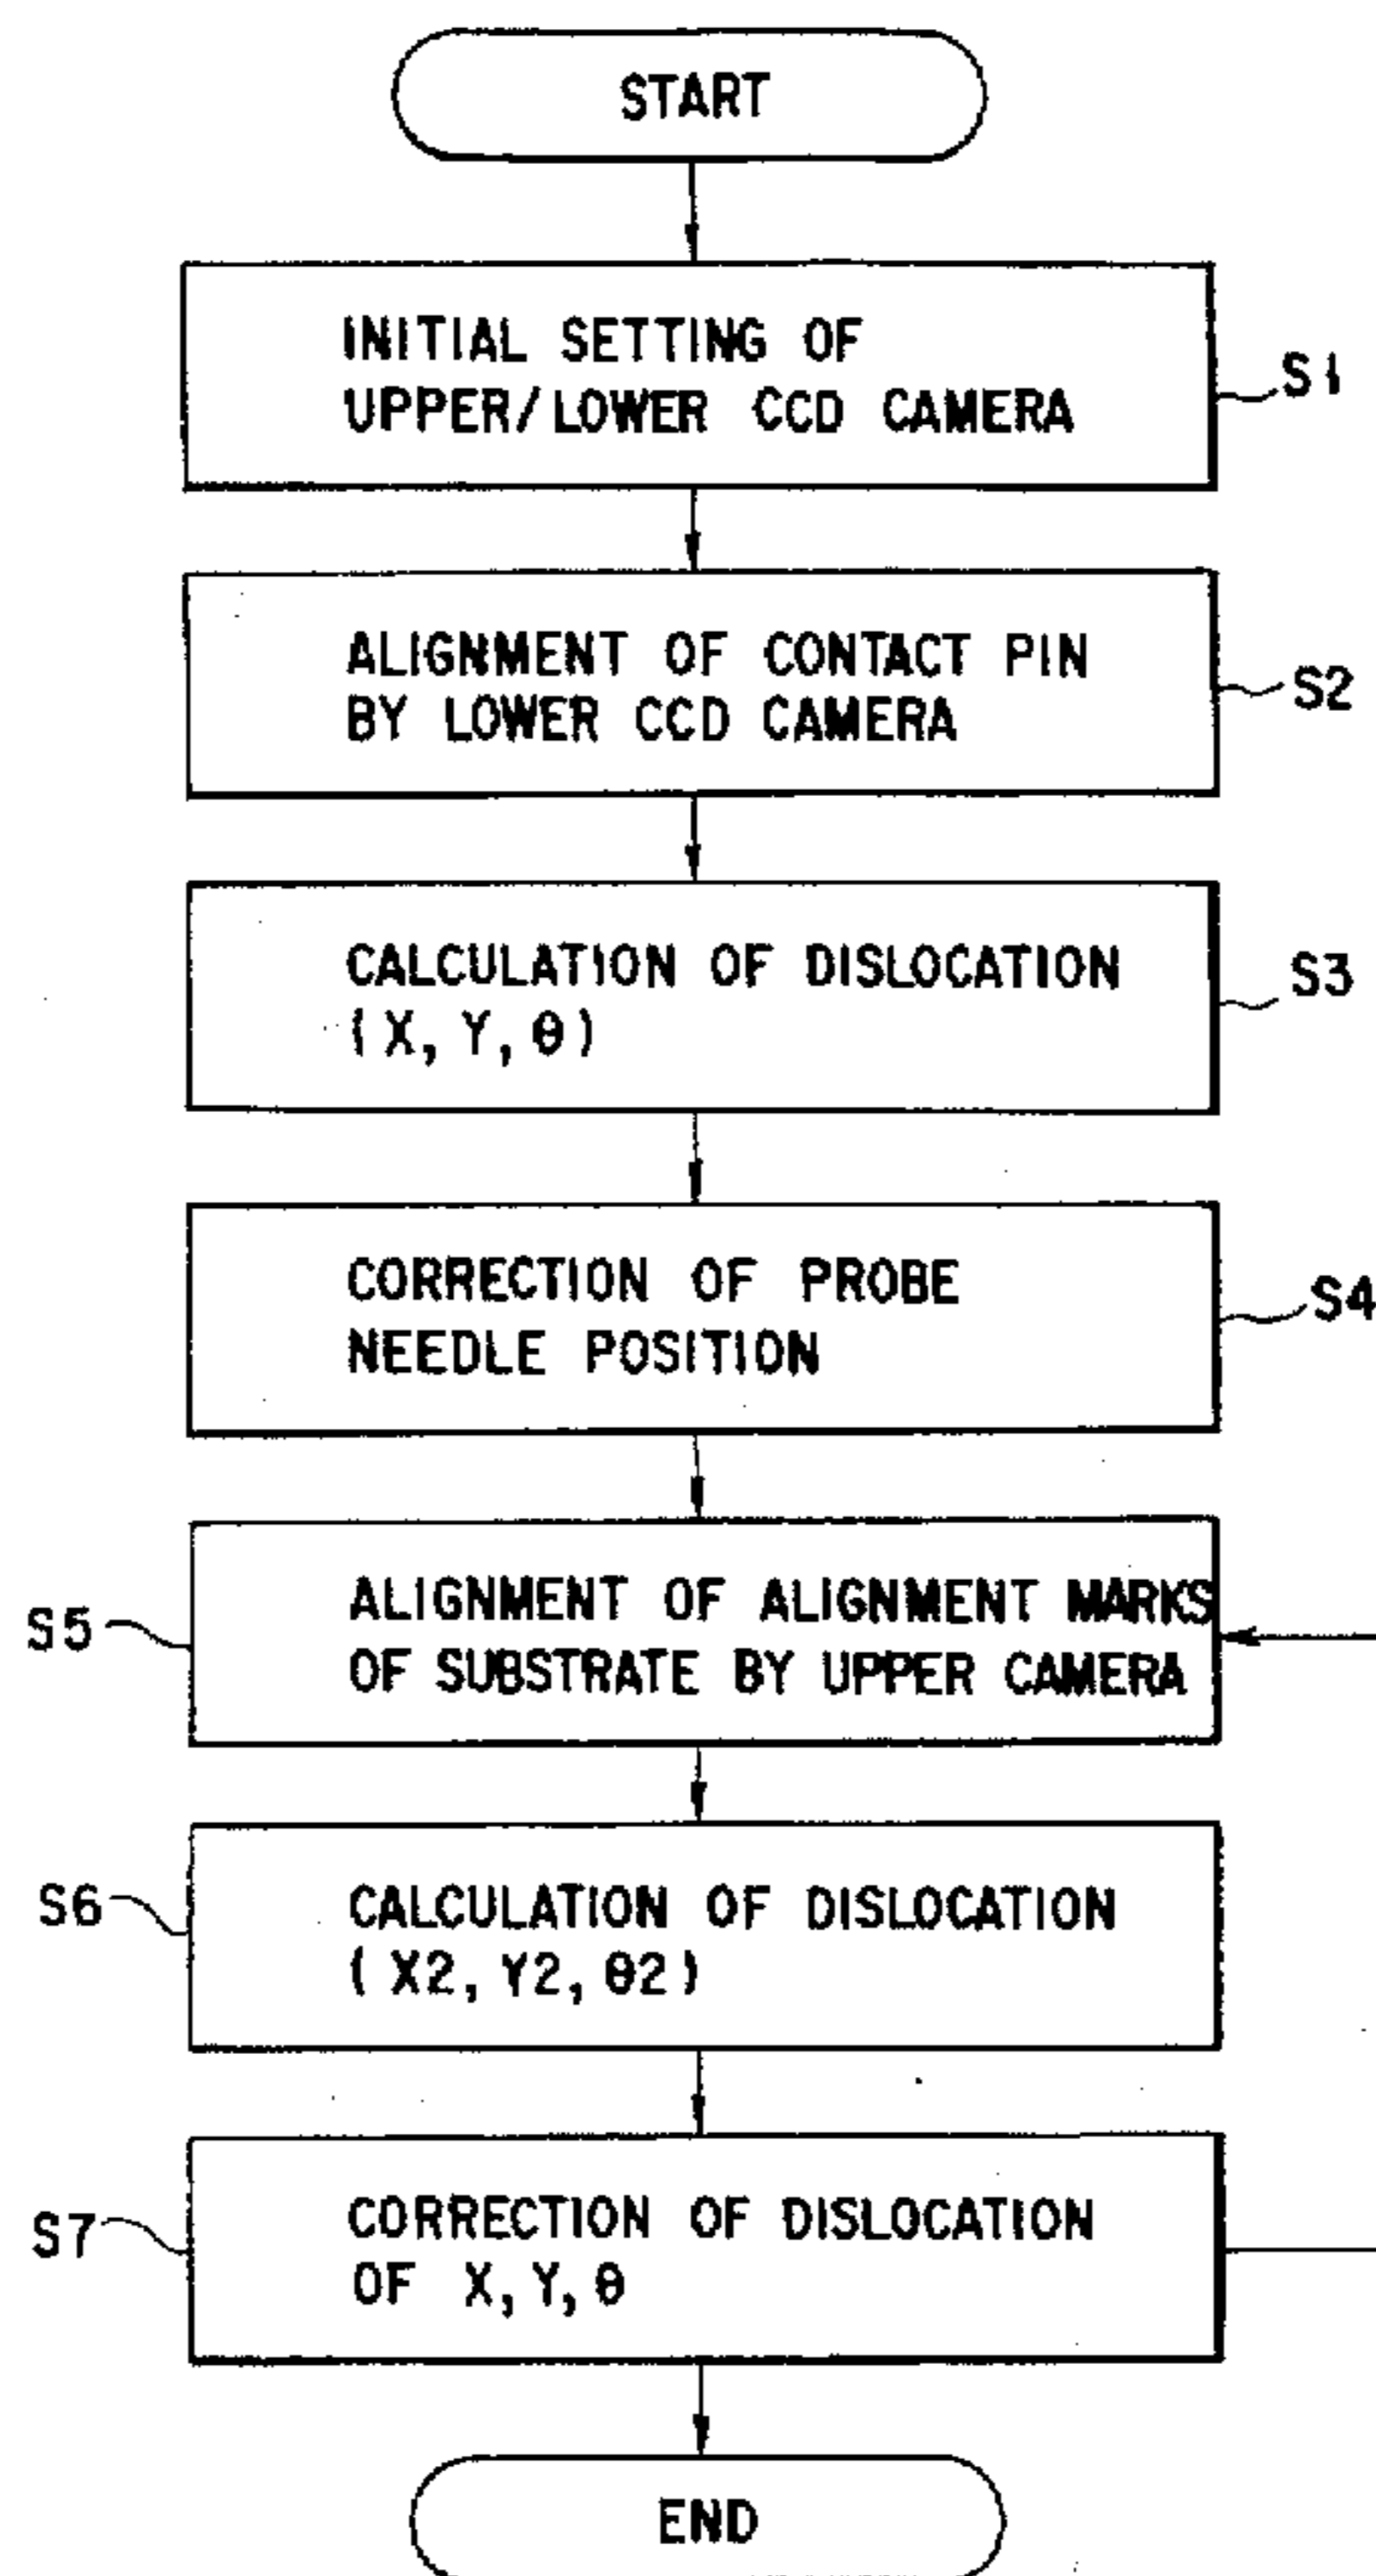 START
INITIAL SETTING OF
UPPER/LOWER CCD CAMERA
S1
ALIGNMENT OF CONTACT PIN
BY LOWER CCD CAMERA
S2
CALCULATION OF DISLOCATION
(X, Y, θ)
S3
CORRECTION OF PROBE
NEEDLE POSITION
S4
S5
ALIGNMENT OF ALIGNMENT MARKS
OF SUBSTRATE BY UPPER CAMERA
S6
CALCULATION OF DISLOCATION
(X2, Y2, θ2)
S7
CORRECTION OF DISLOCATION
OF X, Y, θ
END